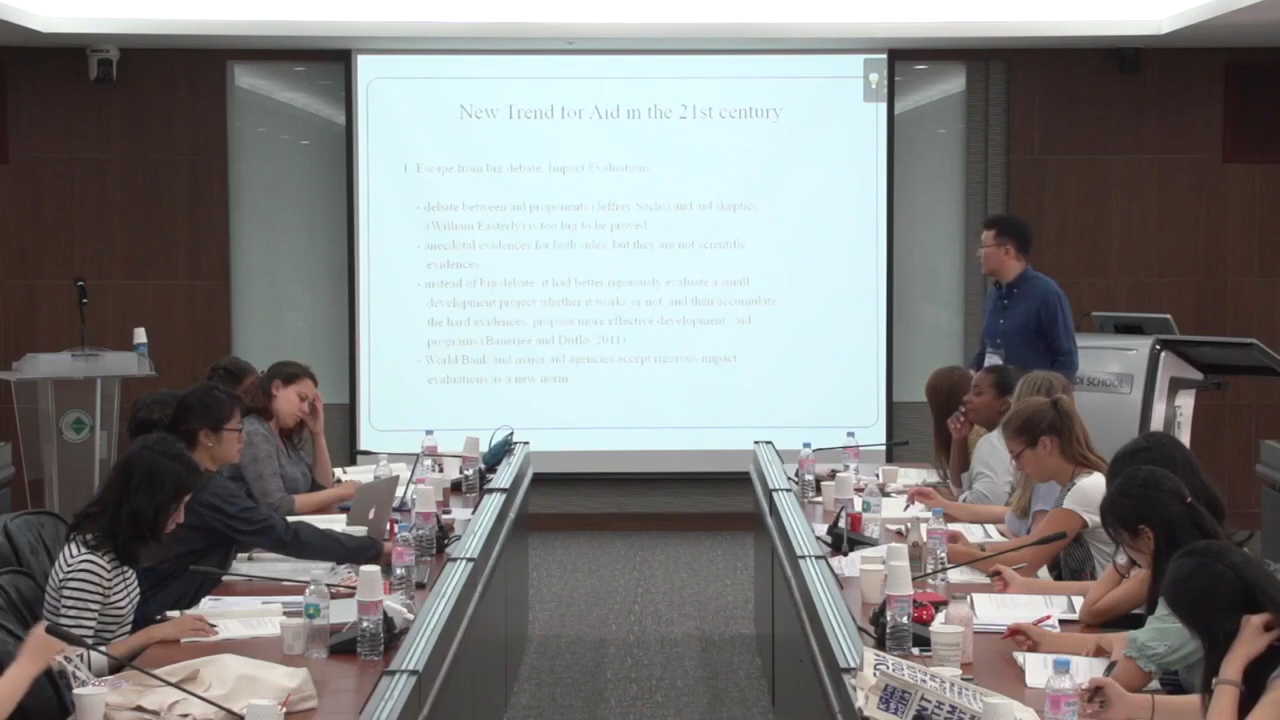 New Trend for Aid in the 21st century
1. Escape from big debate: Impact Evaluations
- debate between aid proponents (Jeffrey Sachs) and aid skeptics
(William Easterly) is too big to be proved
- anecdotal evidences for both sides, but they are not scientific
evidences
- instead of big debate, it had better rigorously evaluate a small
development project whether it works or not, and then accumulate
the hard evidences, propose more effective development aid
programs (Banerjee and Duflo, 2011)
- World Bank and major aid agencies accept rigorous impact
evaluations as a new norm
DI SCHOOL